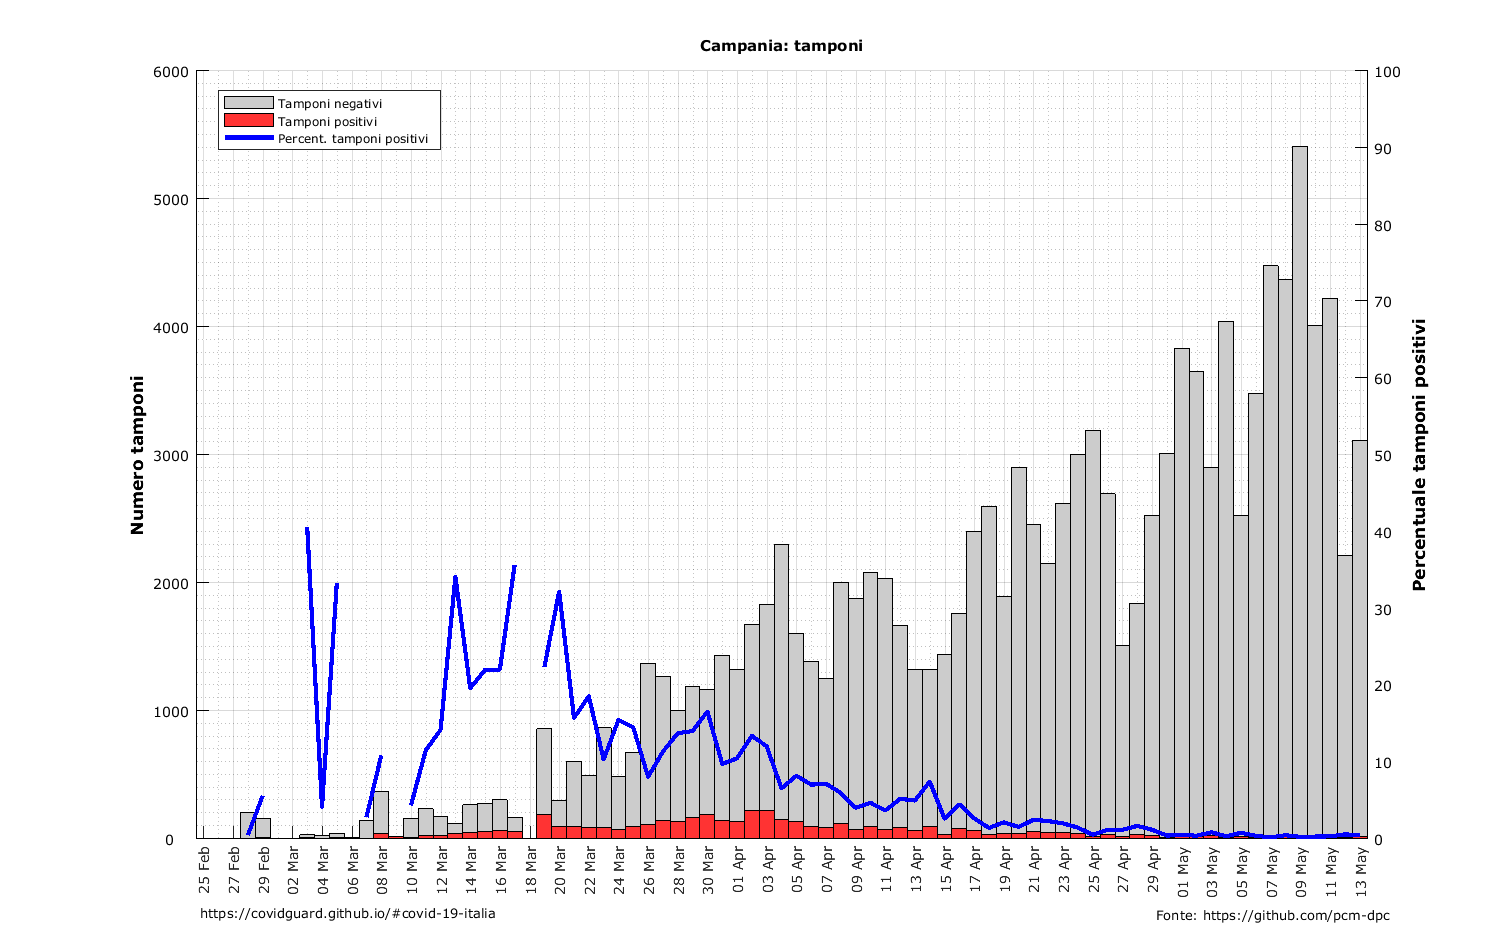 Campania: tamponi
6000
5000
4000
3000
2000
1000
0
Numero tamponi
Tamponi negativi
Tamponi positivi
Percent. tamponi positivi
100
90
80
70
60
50
40
30
20
10
0
Percentuale tamponi positivi
25 Feb
27 Feb
29 Feb
02 Mar
04 Mar
06 Mar
08 Mar
10 Mar
12 Mar
14 Mar
16 Mar
18 Mar
20 Mar
22 Mar
24 Mar
26 Mar
28 Mar
30 Mar
01 Apr
03 Apr
05 Apr
07 Apr
09 Apr
11 Apr
13 Apr
15 Apr
17 Apr
19 Apr
21 Apr
23 Apr
25 Apr
27 Apr
29 Apr
01 May
03 May
05 May
07 May
09 May
11 May
13 May
https://covidguard.github.io/#covid-19-italia
Fonte: https://github.com/pcm-dpc